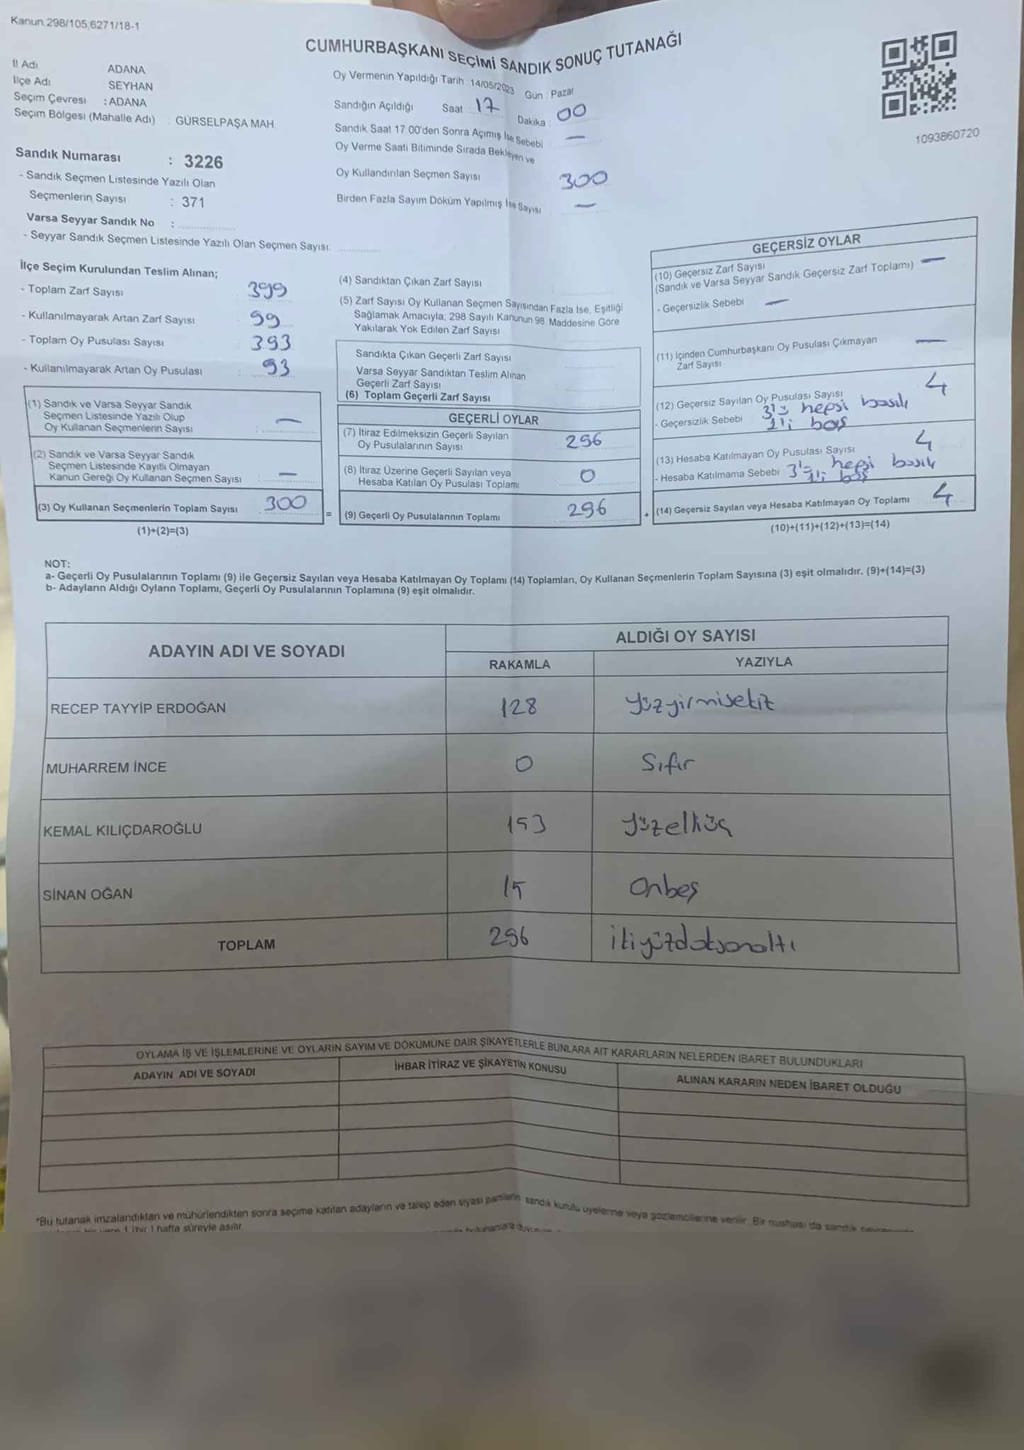 Kanun 298/105,6271/18-1
CUMHURBAŞKANI SEÇİMİ SANDIK SONUÇ TUTANAĞI
İl Adı ADANA
İlçe Adı SEYHAN
Seçim Çevresi : ADANA
Seçim Bölgesi (Mahalle Adı) : GÜRSELPAŞA MAH.
Sandık Numarası : 3226
- Sandık Seçmen Listesinde Yazılı Olan
Seçmenlerin Sayısı : 371
Varsa Seyyar Sandık No :
- Seyyar Sandık Seçmen Listesinde Yazılı Olan Seçmen Sayısı:
Oy Vermenin Yapıldığı Tarih 14/05/2023 Gün : Pazar
Sandığın Açıldığı Saat 17 Dakika 00
Sandık Saat 17 00'den Sonra Açılmış İse Sebebi —
Oy Verme Saati Bitiminde Sırada Bekleyen ve
Oy Kullandırılan Seçmen Sayısı 300
Birden Fazla Sayım Döküm Yapılmış İse Sayısı —
1093860720
İlçe Seçim Kurulundan Teslim Alınan;
- Toplam Zarf Sayısı 399
- Kullanılmayarak Artan Zarf Sayısı 99
- Toplam Oy Pusulası Sayısı 393
- Kullanılmayarak Artan Oy Pusulası : 93
(1) Sandık ve Varsa Seyyar Sandık
Seçmen Listesinde Yazılı Olup
Oy Kullanan Seçmenlerin Sayısı : —
(2) Sandık ve Varsa Seyyar Sandık
Seçmen Listesinde Kayıtlı Olmayan
Kanun Gereği Oy Kullanan Seçmen Sayısı : —
(3) Oy Kullanan Seçmenlerin Toplam Sayısı 300
(1)+(2)=(3)
(4) Sandıktan Çıkan Zarf Sayısı
(5) Zarf Sayısı Oy Kullanan Seçmen Sayısından Fazla İse, Eşitliği
Sağlamak Amacıyla; 298 Sayılı Kanunun 98. Maddesine Göre
Yakılarak Yok Edilen Zarf Sayısı
Sandıkta Çıkan Geçerli Zarf Sayısı
Varsa Seyyar Sandıktan Teslim Alınan
Geçerli Zarf Sayısı
(6) Toplam Geçerli Zarf Sayısı
GEÇERLİ OYLAR
(7) İtiraz Edilmeksizin Geçerli Sayılan
Oy Pusulalarının Sayısı 296
(8) İtiraz Üzerine Geçerli Sayılan veya
Hesaba Katılan Oy Pusulası Toplamı 0
= (9) Geçerli Oy Pusulalarının Toplamı 296
GEÇERSİZ OYLAR
(10) Geçersiz Zarf Sayısı
(Sandık ve Varsa Seyyar Sandık Geçersiz Zarf Toplamı) —
- Geçersizlik Sebebi —
(11) İçinden Cumhurbaşkanı Oy Pusulası Çıkmayan
Zarf Sayısı —
(12) Geçersiz Sayılan Oy Pusulası Sayısı 4
- Geçersizlik Sebebi 3'ü hepsi basılı
1'i boş
(13) Hesaba Katılmayan Oy Pusulası Sayısı 4
- Hesaba Katılmama Sebebi 3'ü hepsi basılı
1'i boş
+ (14) Geçersiz Sayılan veya Hesaba Katılmayan Oy Toplamı 4
(10)+(11)+(12)+(13)=(14)
NOT:
a- Geçerli Oy Pusulalarının Toplamı (9) ile Geçersiz Sayılan veya Hesaba Katılmayan Oy Toplamı (14) Toplamları, Oy Kullanan Seçmenlerin Toplam Sayısına (3) eşit olmalıdır. (9)+(14)=(3)
b- Adayların Aldığı Oyların Toplamı, Geçerli Oy Pusulalarının Toplamına (9) eşit olmalıdır.
ADAYIN ADI VE SOYADI
ALDIĞI OY SAYISI
RAKAMLA YAZIYLA
RECEP TAYYİP ERDOĞAN 128 Yüzyirmisekiz
MUHARREM İNCE 0 Sıfır
KEMAL KILIÇDAROĞLU 153 Yüzelliüç
SİNAN OĞAN 15 Onbeş
TOPLAM 296 ikiyüzdoksanaltı
OYLAMA İŞ VE İŞLEMLERİNE VE OYLARIN SAYIM VE DÖKÜMÜNE DAİR ŞİKAYETLERLE BUNLARA AİT KARARLARIN NELERDEN İBARET BULUNDUKLARI
ADAYIN ADI VE SOYADI
İHBAR İTİRAZ VE ŞİKAYETİN KONUSU
ALINAN KARARIN NEDEN İBARET OLDUĞU
*Bu tutanak imzalandıktan ve mühürlendikten sonra seçime katılan adayların ve talep eden siyasi partilerin sandık kurulu üyelerine veya gözlemcilerine verilir. Bir nüshası da sandık
1 (bir) hafta süreyle asılır